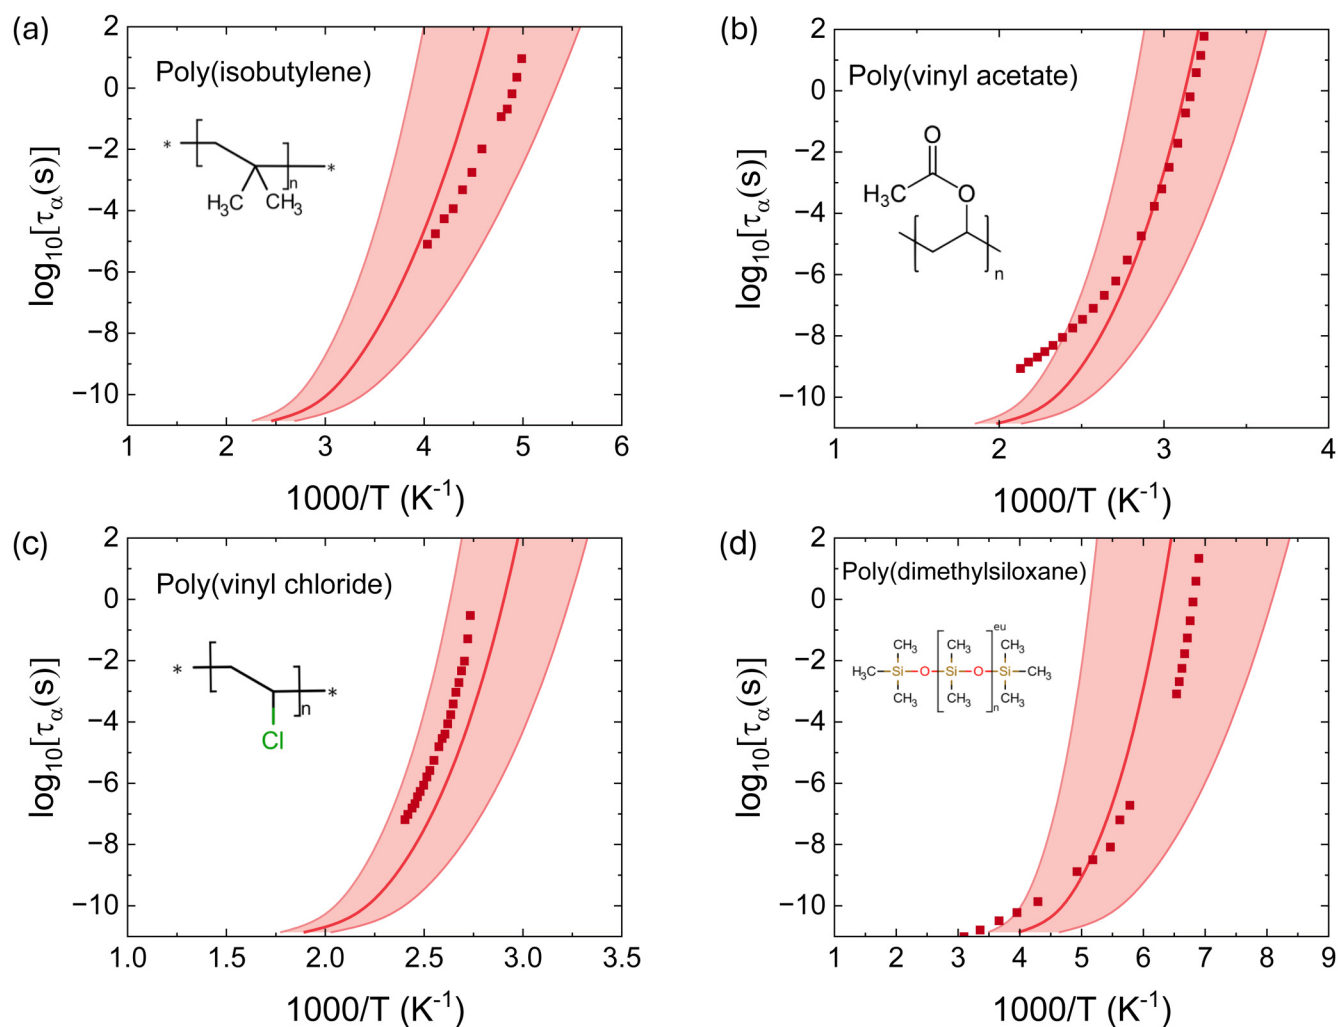 (a)
2
0
−2
−4
−6
−8
−10
log₁₀[τα(s)]
Poly(isobutylene)
*
n
*
H₃C
CH₃
1
2
3
4
5
6
1000/T (K⁻¹)
(b)
2
0
−2
−4
−6
−8
−10
log₁₀[τα(s)]
Poly(vinyl acetate)
O
H₃C
O
n
1
2
3
4
1000/T (K⁻¹)
(c)
2
0
−2
−4
−6
−8
−10
log₁₀[τα(s)]
Poly(vinyl chloride)
*
n
*
Cl
1.0
1.5
2.0
2.5
3.0
3.5
1000/T (K⁻¹)
(d)
2
0
−2
−4
−6
−8
−10
log₁₀[τα(s)]
Poly(dimethylsiloxane)
eu
CH₃ CH₃ CH₃
H₃C Si O Si O Si CH₃
CH₃ CH₃ CH₃
n
1
2
3
4
5
6
7
8
9
1000/T (K⁻¹)